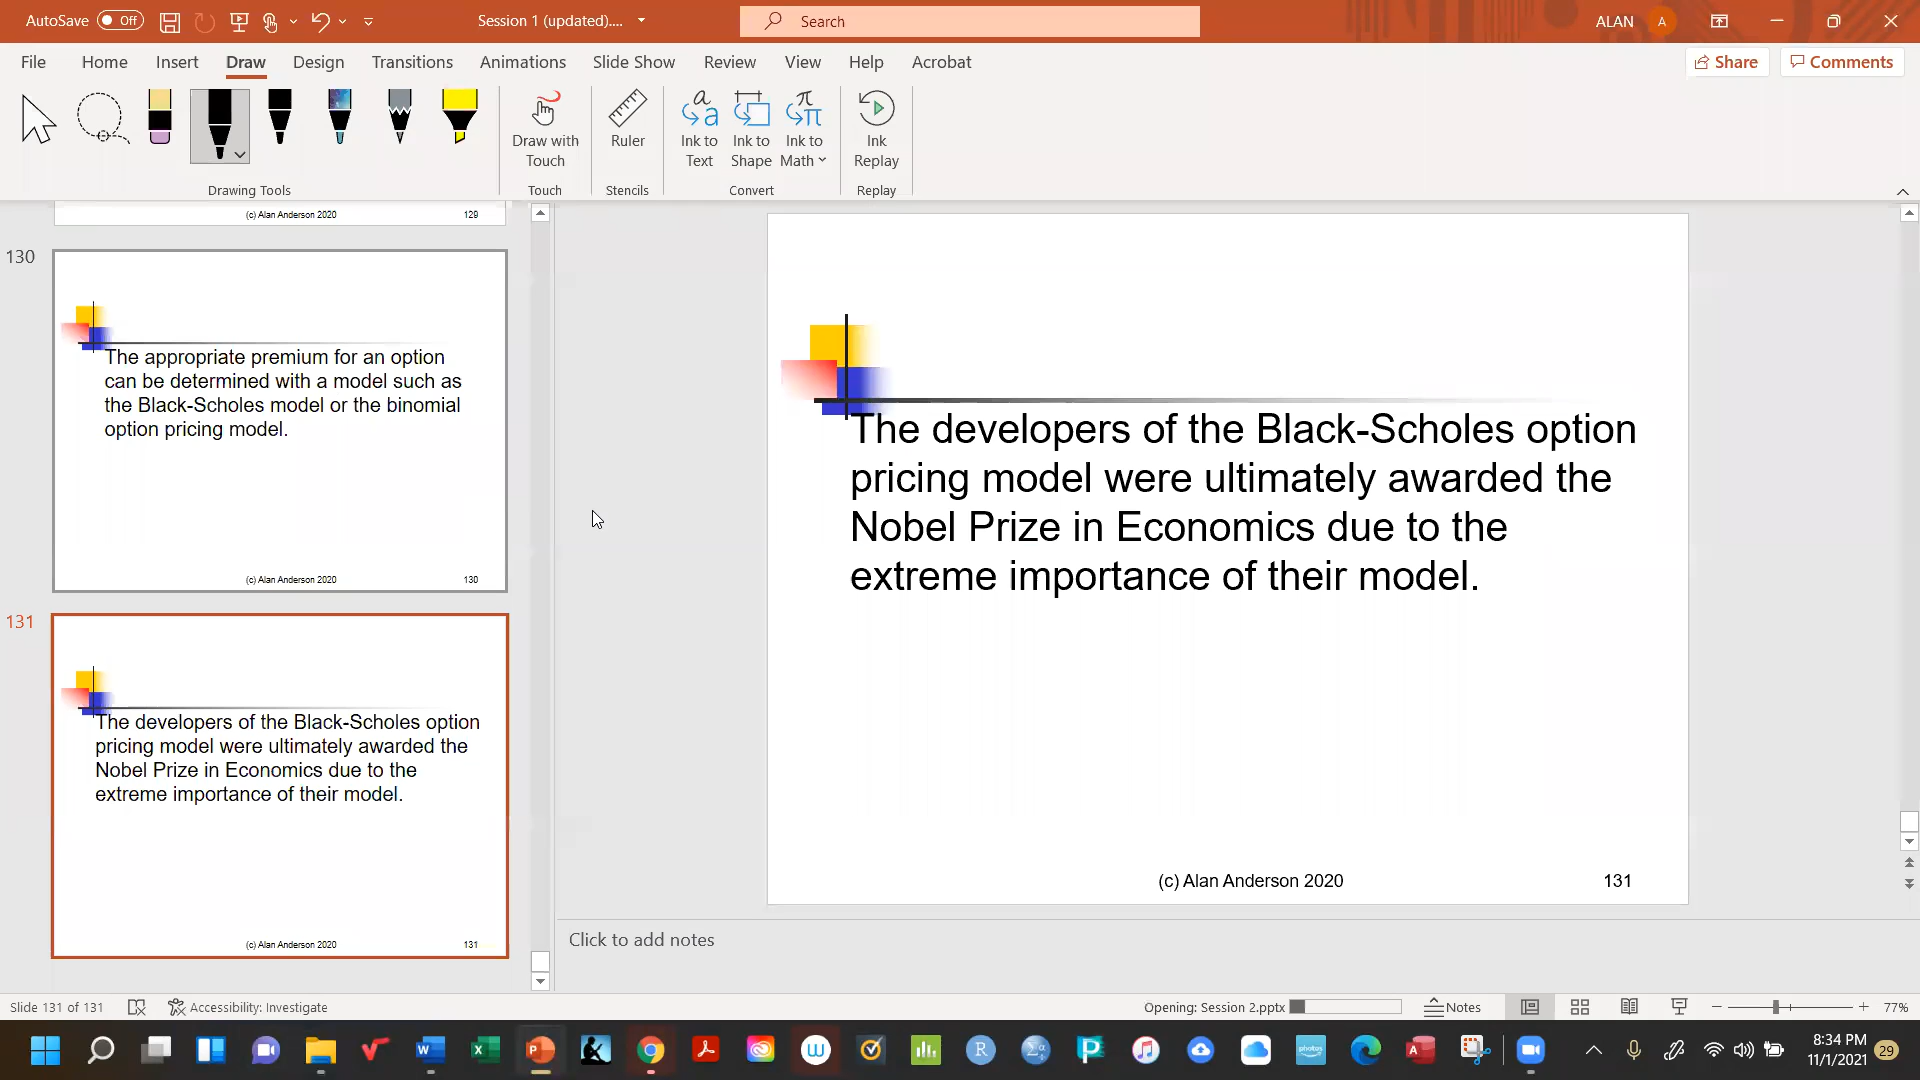 AutoSave Off
Session 1 (updated)....
Search
ALAN A
File Home Insert Draw Design Transitions Animations Slide Show Review View Help Acrobat
Share Comments
Draw with Touch
Ruler
Ink to Text
Ink to Shape
Ink to Math
Ink Replay
Drawing Tools Touch Stencils Convert Replay
(c) Alan Anderson 2020 129
130
The appropriate premium for an option
can be determined with a model such as
the Black-Scholes model or the binomial
option pricing model.
(c) Alan Anderson 2020 130
131
The developers of the Black-Scholes option
pricing model were ultimately awarded the
Nobel Prize in Economics due to the
extreme importance of their model.
(c) Alan Anderson 2020 131
The developers of the Black-Scholes option
pricing model were ultimately awarded the
Nobel Prize in Economics due to the
extreme importance of their model.
(c) Alan Anderson 2020 131
Click to add notes
Slide 131 of 131 Accessibility: Investigate Opening: Session 2.pptx Notes 77%
8:34 PM
11/1/2021 29